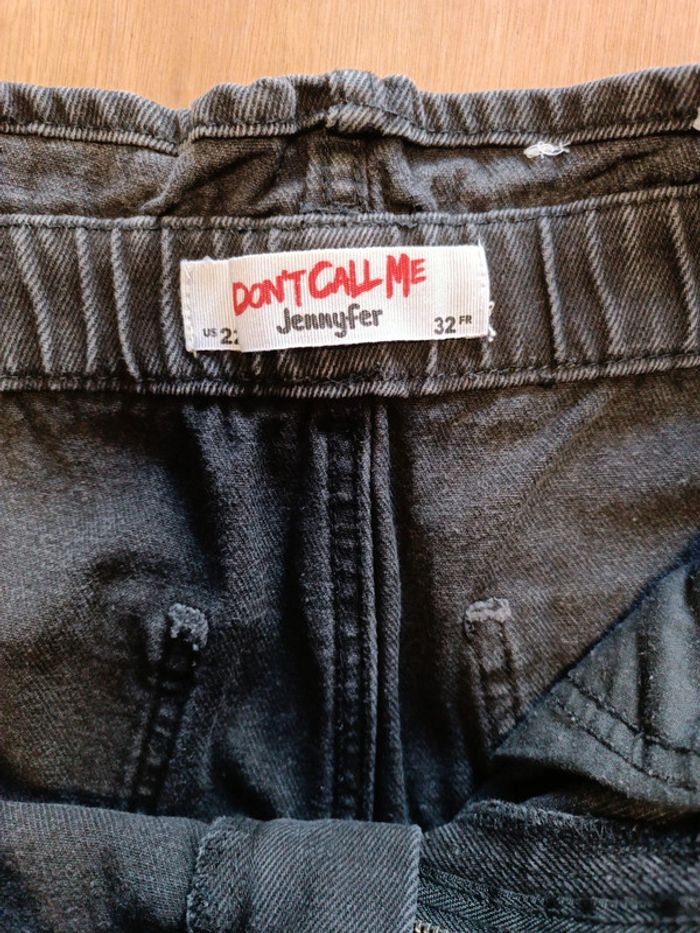 DON'T CALL ME
Jennyfer
US 22 32 FR